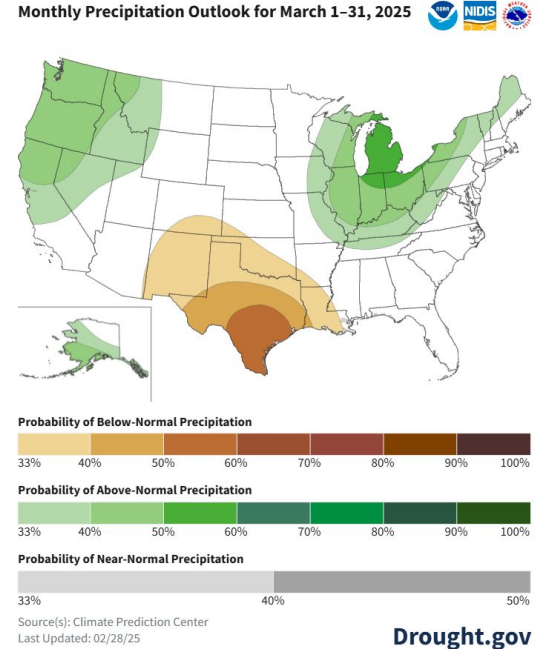 Monthly Precipitation Outlook for March 1–31, 2025
NOAA
NIDIS
Probability of Below-Normal Precipitation
33% 40% 50% 60% 70% 80% 90% 100%
Probability of Above-Normal Precipitation
33% 40% 50% 60% 70% 80% 90% 100%
Probability of Near-Normal Precipitation
33% 40% 50%
Source(s): Climate Prediction Center
Last Updated: 02/28/25
Drought.gov